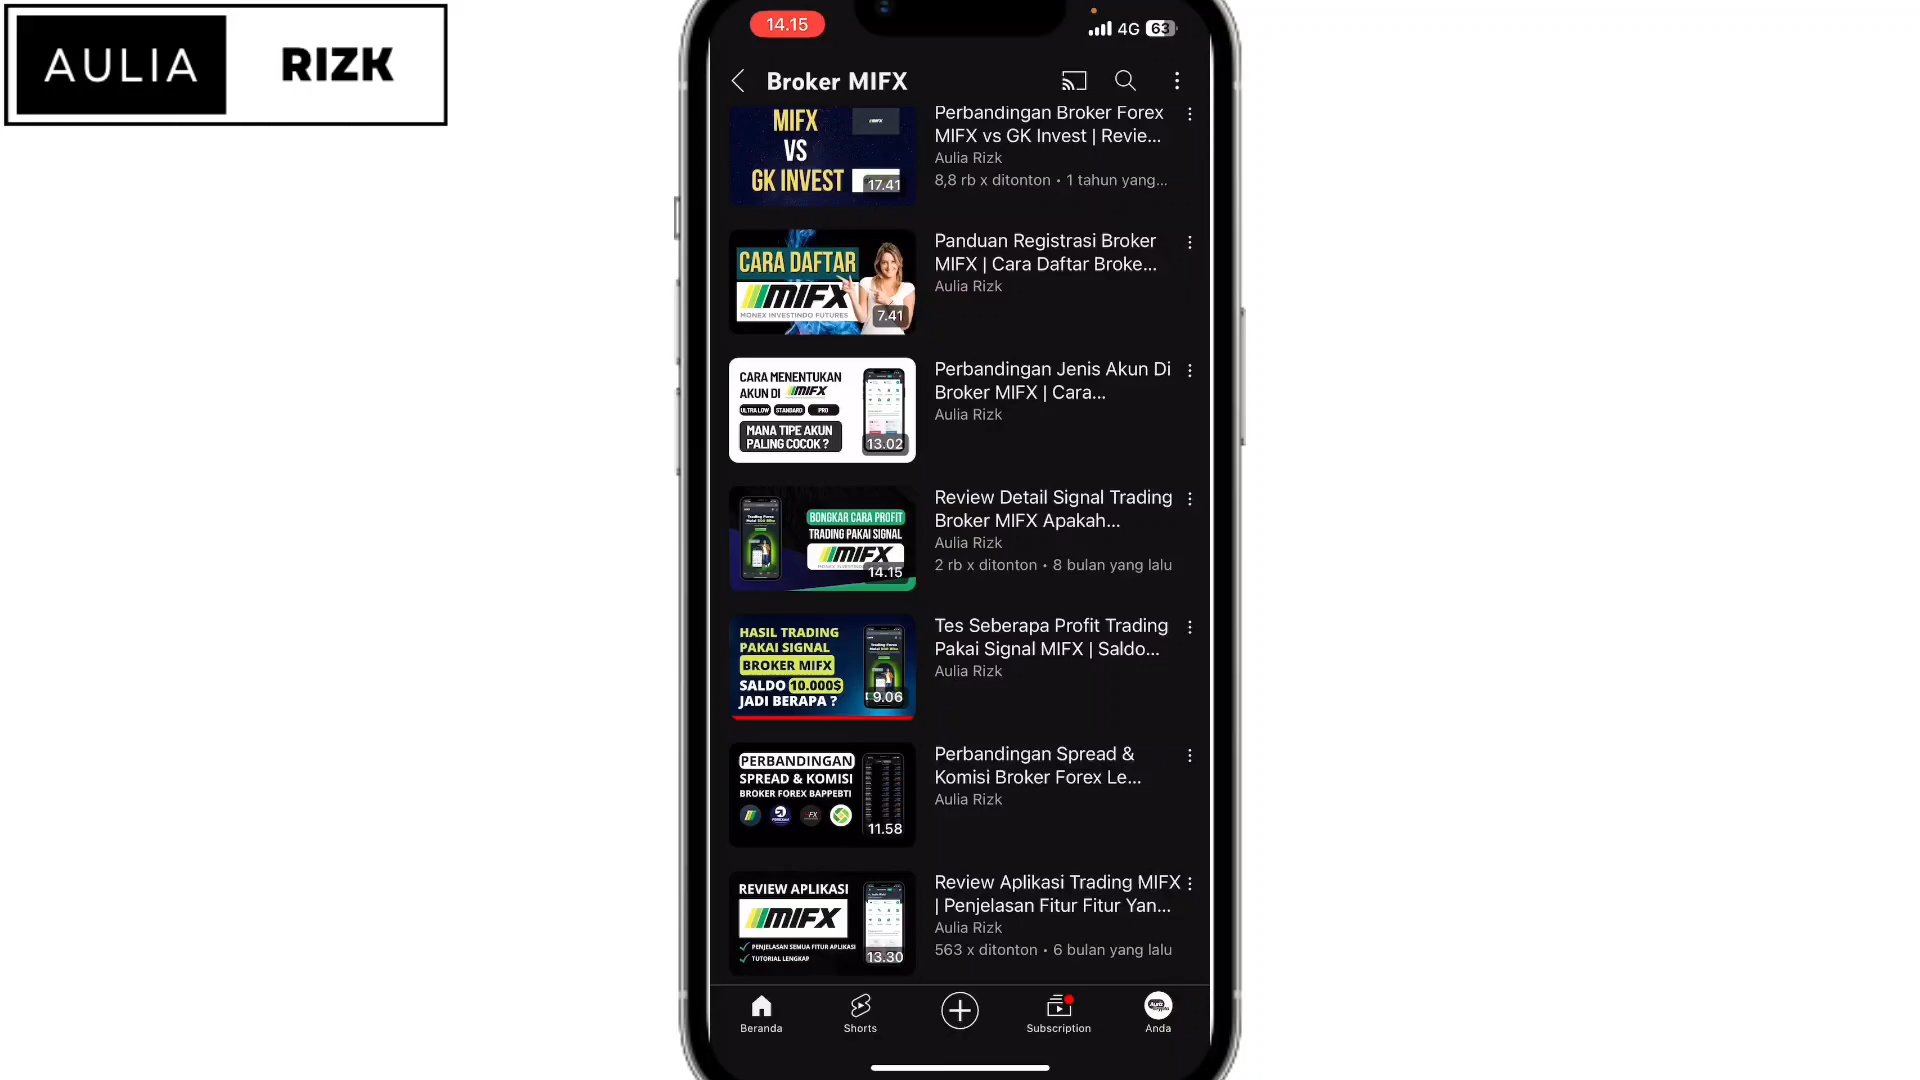 AULIA RIZK
14.15
4G 63
Broker MIFX
MIFX
VS
GK INVEST
17.41
Perbandingan Broker Forex
MIFX vs GK Invest | Revie...
Aulia Rizk
8,8 rb x ditonton • 1 tahun yang...
CARA DAFTAR
MIFX
MONEX INVESTINDO FUTURES
7.41
Panduan Registrasi Broker
MIFX | Cara Daftar Broke...
Aulia Rizk
CARA MENENTUKAN
AKUN DI MIFX
ULTRA LOW STANDARD PRO
MANA TIPE AKUN
PALING COCOK ?
13.02
Perbandingan Jenis Akun Di
Broker MIFX | Cara...
Aulia Rizk
BONGKAR CARA PROFIT
TRADING PAKAI SIGNAL
MIFX
14.15
Review Detail Signal Trading
Broker MIFX Apakah...
Aulia Rizk
2 rb x ditonton • 8 bulan yang lalu
HASIL TRADING
PAKAI SIGNAL
BROKER MIFX
SALDO 10.000$
JADI BERAPA ?
9.06
Tes Seberapa Profit Trading
Pakai Signal MIFX | Saldo...
Aulia Rizk
PERBANDINGAN
SPREAD & KOMISI
BROKER FOREX BAPPEBTI
11.58
Perbandingan Spread &
Komisi Broker Forex Le...
Aulia Rizk
REVIEW APLIKASI
MIFX
PENJELASAN SEMUA FITUR APLIKASI
TUTORIAL LENGKAP
13.30
Review Aplikasi Trading MIFX
| Penjelasan Fitur Fitur Yan...
Aulia Rizk
563 x ditonton • 6 bulan yang lalu
Beranda Shorts Subscription Anda